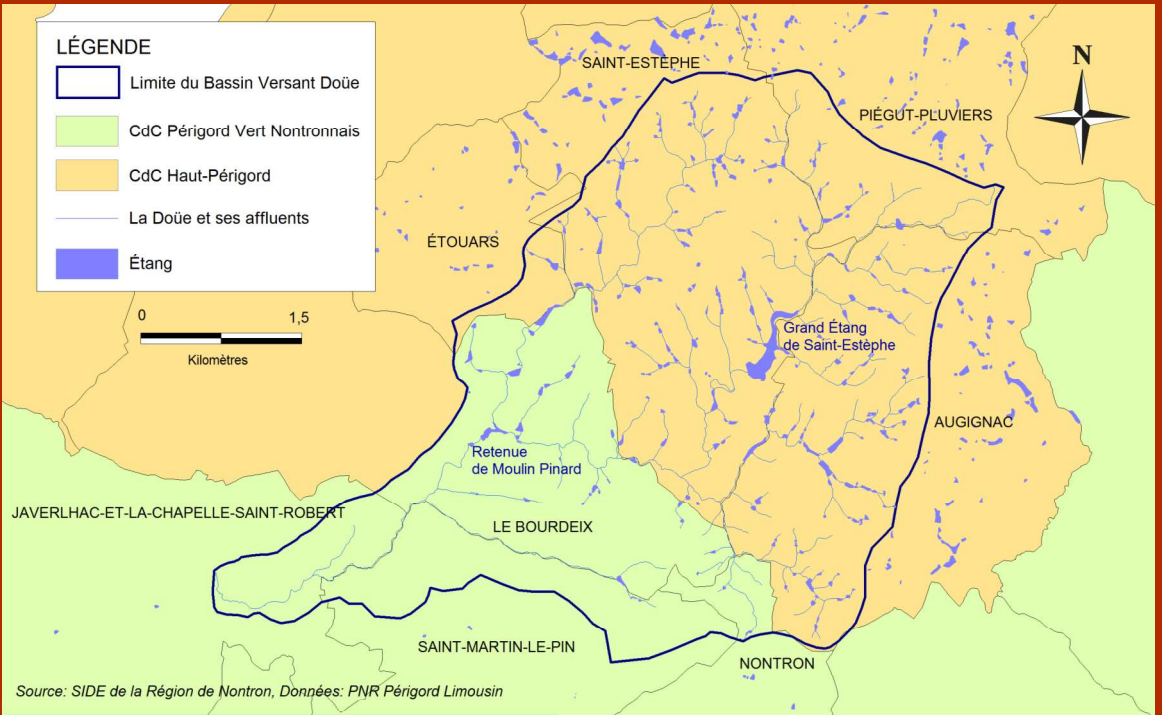 LÉGENDE
Limite du Bassin Versant Doüe
CdC Périgord Vert Nontronnais
CdC Haut-Périgord
La Doüe et ses affluents
Étang
0 1,5
Kilomètres
N
SAINT-ESTÈPHE
PIÉGUT-PLUVIERS
ÉTOUARS
Grand Étang
de Saint-Estèphe
AUGIGNAC
Retenue
de Moulin Pinard
JAVERLHAC-ET-LA-CHAPELLE-SAINT-ROBERT
LE BOURDEIX
SAINT-MARTIN-LE-PIN
NONTRON
Source: SIDE de la Région de Nontron, Données: PNR Périgord Limousin